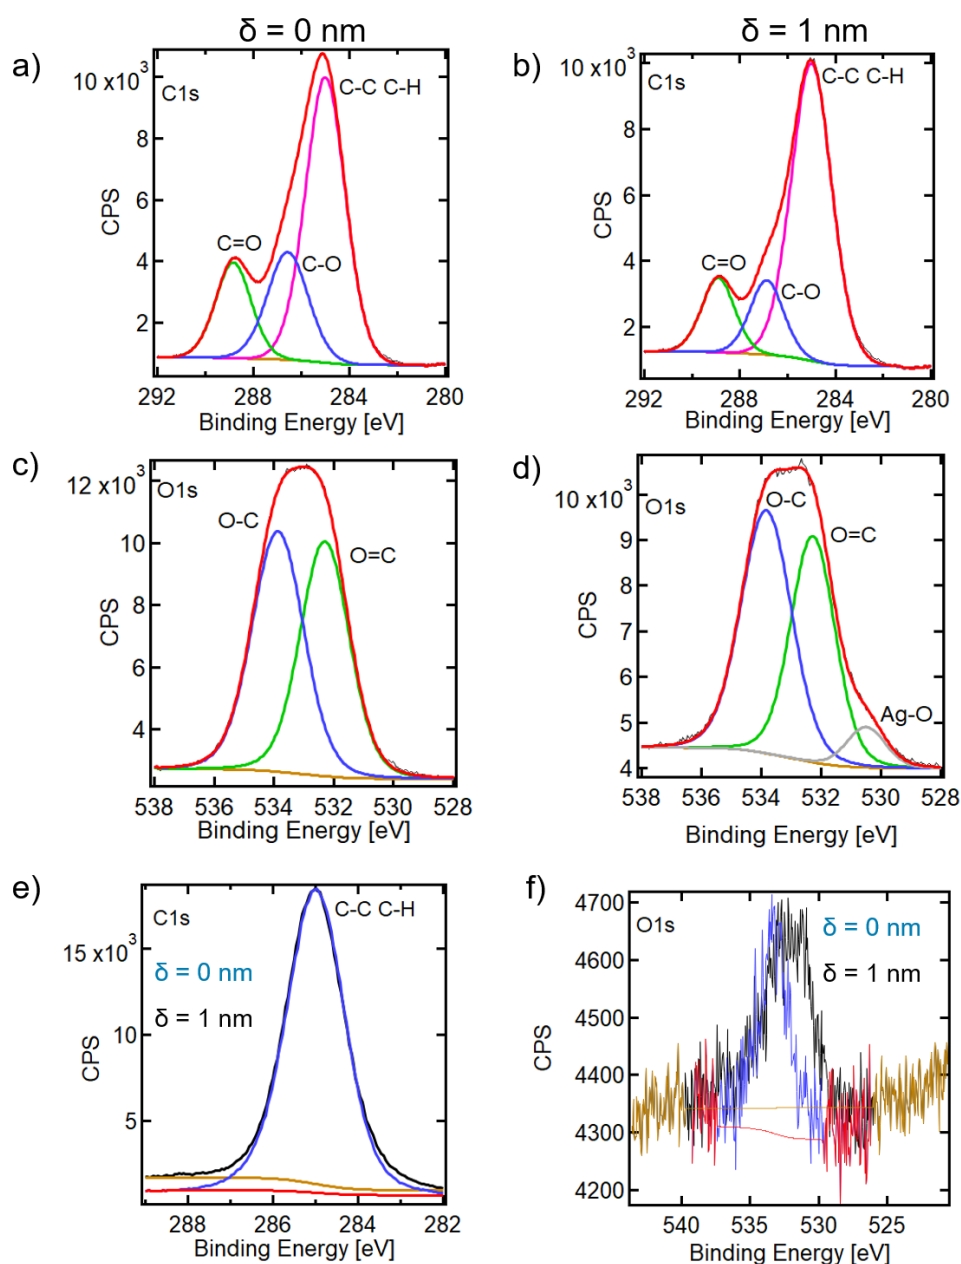 δ = 0 nm
δ = 1 nm
a)
10 x10³
C1s
C-C C-H
C=O
C-O
8
6
4
2
CPS
292 288 284 280
Binding Energy [eV]
b)
10 x10³
C1s
C-C C-H
C=O
C-O
8
6
4
2
CPS
292 288 284 280
Binding Energy [eV]
c)
12 x10³
O1s
O-C
O=C
10
8
6
4
CPS
538 536 534 532 530 528
Binding Energy [eV]
d)
10 x10³
O1s
O-C
O=C
Ag-O
9
8
7
6
5
4
CPS
538 536 534 532 530 528
Binding Energy [eV]
e)
C1s
C-C C-H
15 x10³
δ = 0 nm
δ = 1 nm
10
5
CPS
288 286 284 282
Binding Energy [eV]
f)
4700
O1s
δ = 0 nm
4600
δ = 1 nm
4500
4400
4300
4200
CPS
540 535 530 525
Binding Energy [eV]